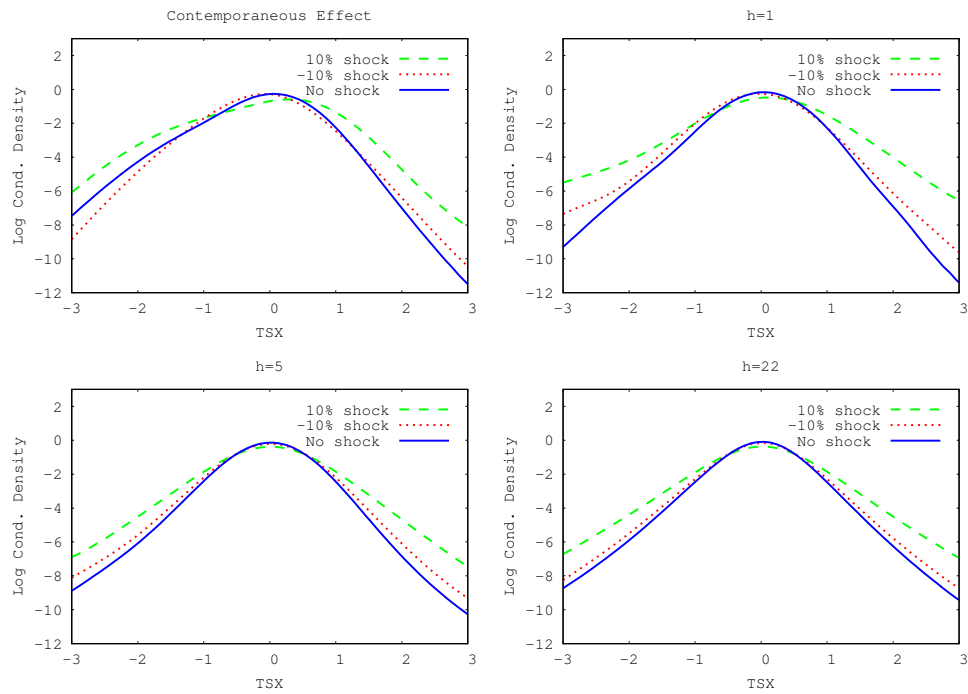 Contemporaneous Effect
h=1
2
0
−2
−4
−6
−8
−10
−12
Log Cond. Density
10% shock
−10% shock
No shock
−3 −2 −1 0 1 2 3
TSX
2
0
−2
−4
−6
−8
−10
−12
Log Cond. Density
10% shock
−10% shock
No shock
−3 −2 −1 0 1 2 3
TSX
h=5
h=22
2
0
−2
−4
−6
−8
−10
−12
Log Cond. Density
10% shock
−10% shock
No shock
−3 −2 −1 0 1 2 3
TSX
2
0
−2
−4
−6
−8
−10
−12
Log Cond. Density
10% shock
−10% shock
No shock
−3 −2 −1 0 1 2 3
TSX